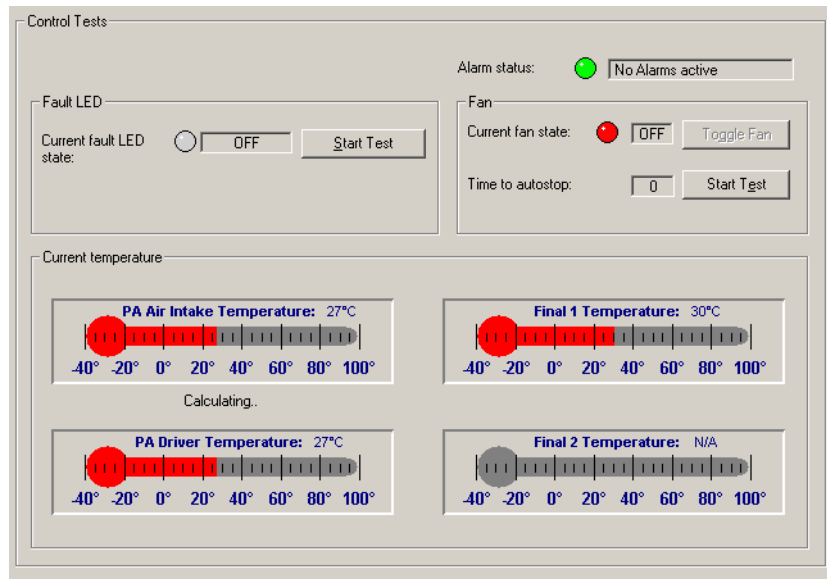 Control Tests
Alarm status: No Alarms active
Fault LED
Fan
Current fault LED state: OFF Start Test
Current fan state: OFF Toggle Fan
Time to autostop: 0 Start Test
Current temperature
PA Air Intake Temperature: 27°C
-40° -20° 0° 20° 40° 60° 80° 100°
Final 1 Temperature: 30°C
-40° -20° 0° 20° 40° 60° 80° 100°
Calculating..
PA Driver Temperature: 27°C
-40° -20° 0° 20° 40° 60° 80° 100°
Final 2 Temperature: N/A
-40° -20° 0° 20° 40° 60° 80° 100°